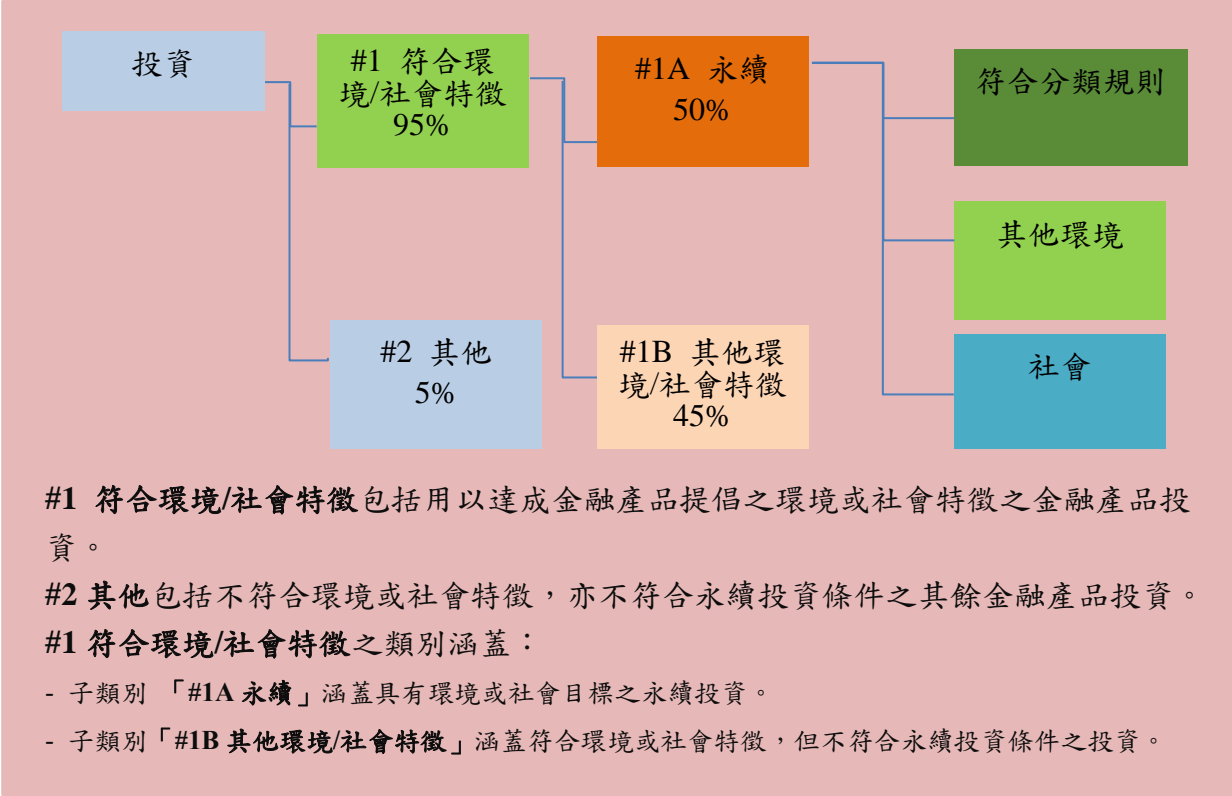 投資
#1 符合環
境/社會特徵
95%
#1A 永續
50%
符合分類規則
其他環境
#2 其他
5%
#1B 其他環
境/社會特徵
45%
社會
#1 符合環境/社會特徵包括用以達成金融產品提倡之環境或社會特徵之金融產品投
資。
#2 其他包括不符合環境或社會特徵，亦不符合永續投資條件之其餘金融產品投資。
#1 符合環境/社會特徵之類別涵蓋：
- 子類別 「#1A 永續」涵蓋具有環境或社會目標之永續投資。
- 子類別「#1B 其他環境/社會特徵」涵蓋符合環境或社會特徵，但不符合永續投資條件之投資。